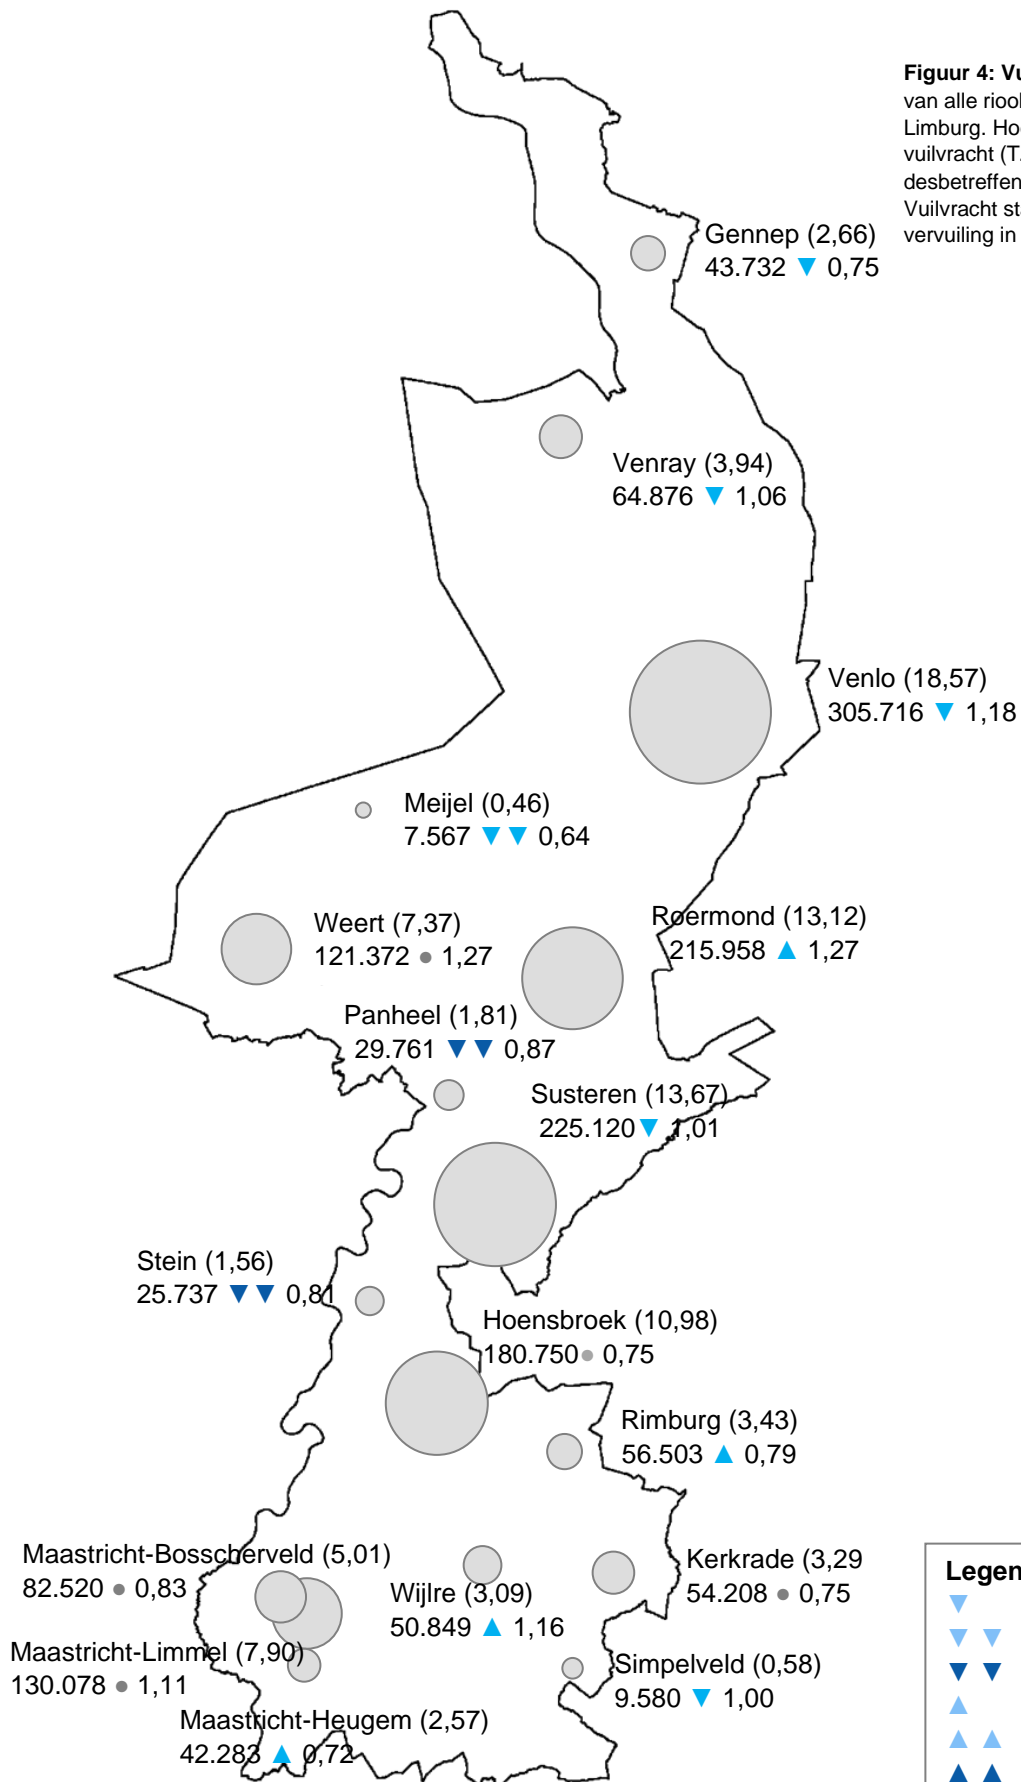 Figuur 4: Vu
van alle riool
Limburg. Hoe
vuilvracht (T.
desbetreffen
Vuilvracht sta
vervuiling in
Gennep (2,66)
43.732 ▼ 0,75
Venray (3,94)
64.876 ▼ 1,06
Venlo (18,57)
305.716 ▼ 1,18
Meijel (0,46)
7.567 ▼▼ 0,64
Weert (7,37)
121.372 ● 1,27
Roermond (13,12)
215.958 ▲ 1,27
Panheel (1,81)
29.761 ▼▼ 0,87
Susteren (13,67)
225.120 ▼ 1,01
Stein (1,56)
25.737 ▼▼ 0,81
Hoensbroek (10,98)
180.750 ● 0,75
Rimburg (3,43)
56.503 ▲ 0,79
Maastricht-Bosscherveld (5,01)
82.520 ● 0,83
Wijlre (3,09)
50.849 ▲ 1,16
Kerkrade (3,29
54.208 ● 0,75
Maastricht-Limmel (7,90)
130.078 ● 1,11
Simpelveld (0,58)
9.580 ▼ 1,00
Maastricht-Heugem (2,57)
42.283 ▲ 0,72
Legen